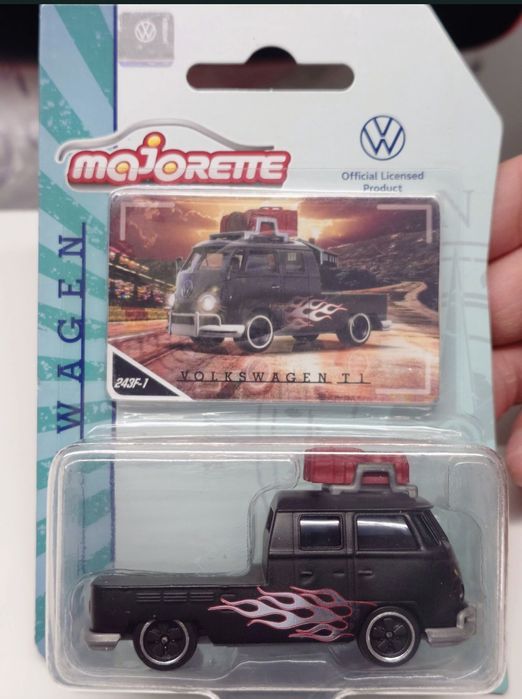 MAJORETTE
Official Licensed
Product
WAGEN
243F-1
VOLKSWAGEN T1